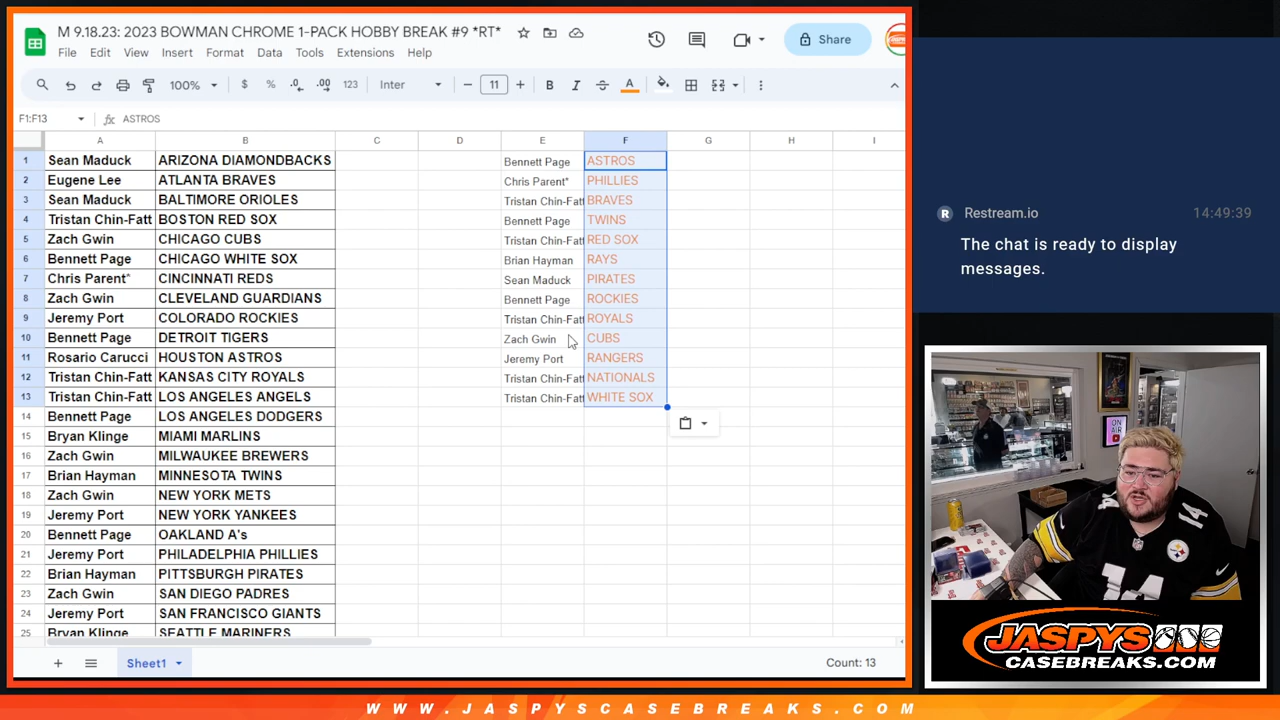 M 9.18.23: 2023 BOWMAN CHROME 1-PACK HOBBY BREAK #9 *RT*
File Edit View Insert Format Data Tools Extensions Help
Share
100% $ % .0 .00 123 Inter 11 B I S A
F1:F13 fx ASTROS
A B C D E F G H I
1 Sean Maduck ARIZONA DIAMONDBACKS Bennett Page ASTROS
2 Eugene Lee ATLANTA BRAVES Chris Parent* PHILLIES
3 Sean Maduck BALTIMORE ORIOLES Tristan Chin-Fatt BRAVES
4 Tristan Chin-Fatt BOSTON RED SOX Bennett Page TWINS
5 Zach Gwin CHICAGO CUBS Tristan Chin-Fatt RED SOX
6 Bennett Page CHICAGO WHITE SOX Brian Hayman RAYS
7 Chris Parent^ CINCINNATI REDS Sean Maduck PIRATES
8 Zach Gwin CLEVELAND GUARDIANS Bennett Page ROCKIES
9 Jeremy Port COLORADO ROCKIES Tristan Chin-Fatt ROYALS
10 Bennett Page DETROIT TIGERS Zach Gwin CUBS
11 Rosario Carucci HOUSTON ASTROS Jeremy Port RANGERS
12 Tristan Chin-Fatt KANSAS CITY ROYALS Tristan Chin-Fatt NATIONALS
13 Tristan Chin-Fatt LOS ANGELES ANGELS Tristan Chin-Fatt WHITE SOX
14 Bennett Page LOS ANGELES DODGERS
15 Bryan Klinge MIAMI MARLINS
16 Zach Gwin MILWAUKEE BREWERS
17 Brian Hayman MINNESOTA TWINS
18 Zach Gwin NEW YORK METS
19 Jeremy Port NEW YORK YANKEES
20 Bennett Page OAKLAND A's
21 Jeremy Port PHILADELPHIA PHILLIES
22 Brian Hayman PITTSBURGH PIRATES
23 Zach Gwin SAN DIEGO PADRES
24 Jeremy Port SAN FRANCISCO GIANTS
25 Bryan Klinge SEATTLE MARINERS
Sheet1 Count: 13
R Restream.io 14:49:39
The chat is ready to display
messages.
ON
AIR
14
14
JASPYS
CASEBREAKS.COM
WWW.JASPYSCASEBREAKS.COM